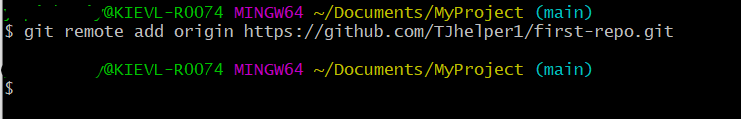 y@KIEVL-R0074 MINGW64 ~/Documents/MyProject (main)
$ git remote add origin https://github.com/TJhelper1/first-repo.git
y@KIEVL-R0074 MINGW64 ~/Documents/MyProject (main)
$